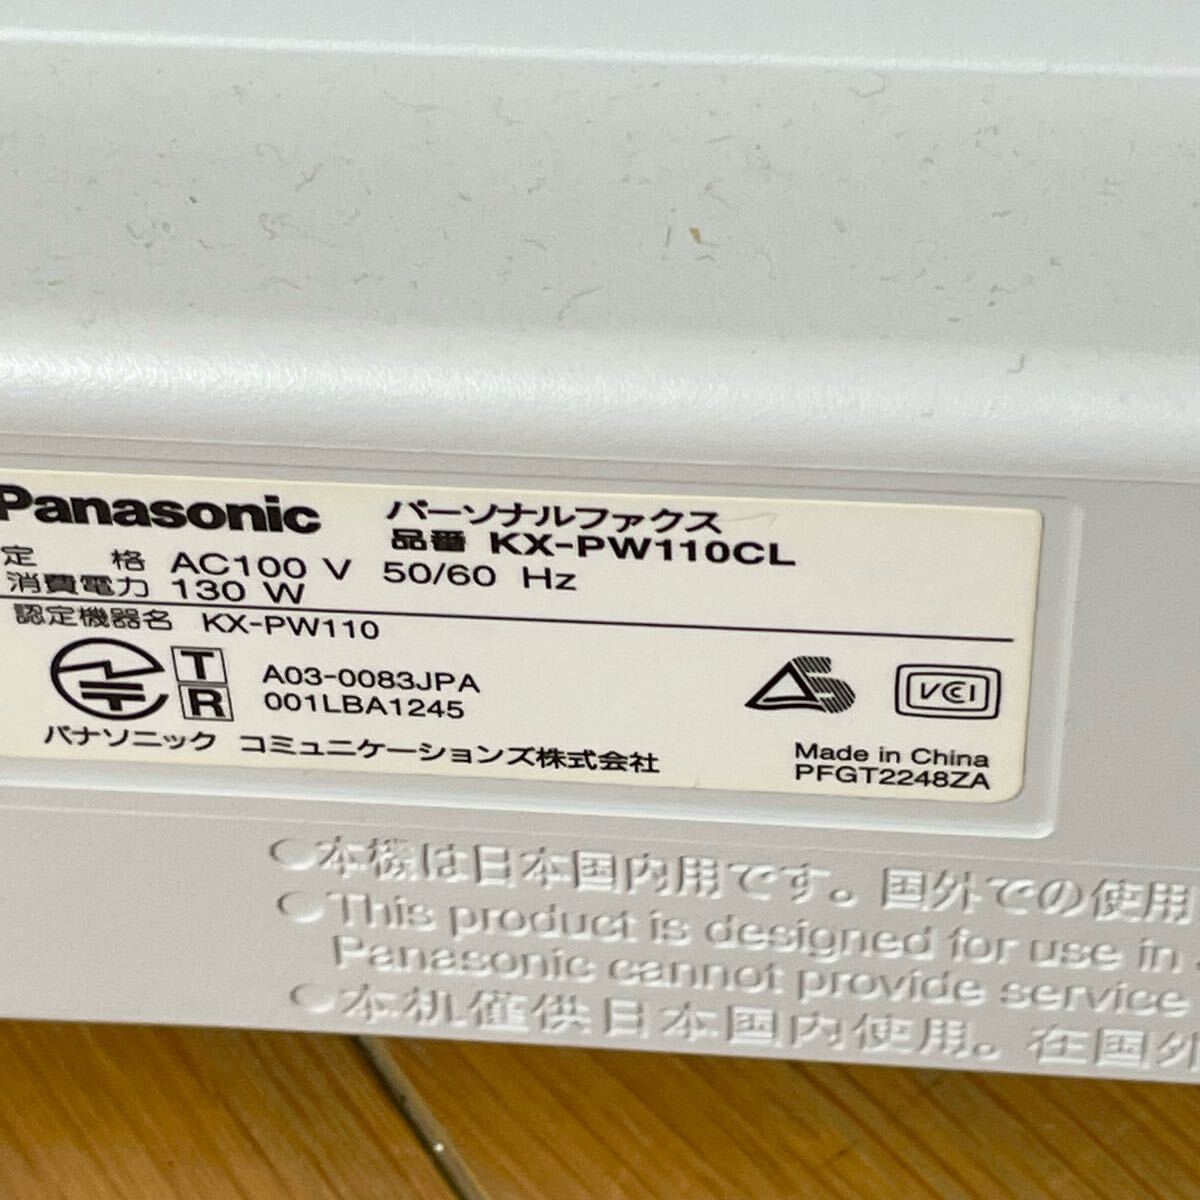 Panasonic パーソナルファクス
品番 KX-PW110CL
定格 AC100 V 50/60 Hz
消費電力 130 W
認定機器名 KX-PW110
T A03-0083JPA
R 001LBA1245
VCCI
パナソニック コミュニケーションズ株式会社
Made in China
PFGT2248ZA
○本機は日本国内用です。国外での使用
○This product is designed for use in
Panasonic cannot provide service
○本机僅供日本国内使用。在国外